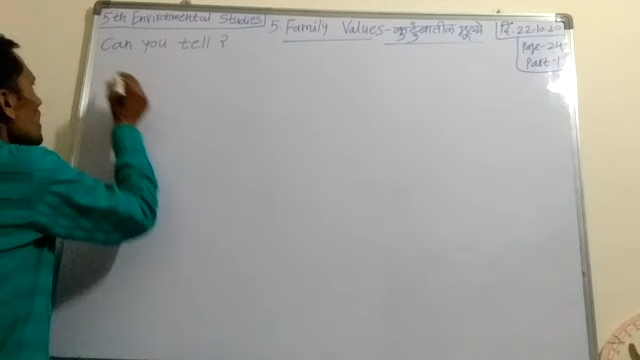 5th Environmental Studies
5. Family Values - कुटुंबातील मूल्ये
दि. 22.10.20
Page-24
Part:1
Can you tell ?